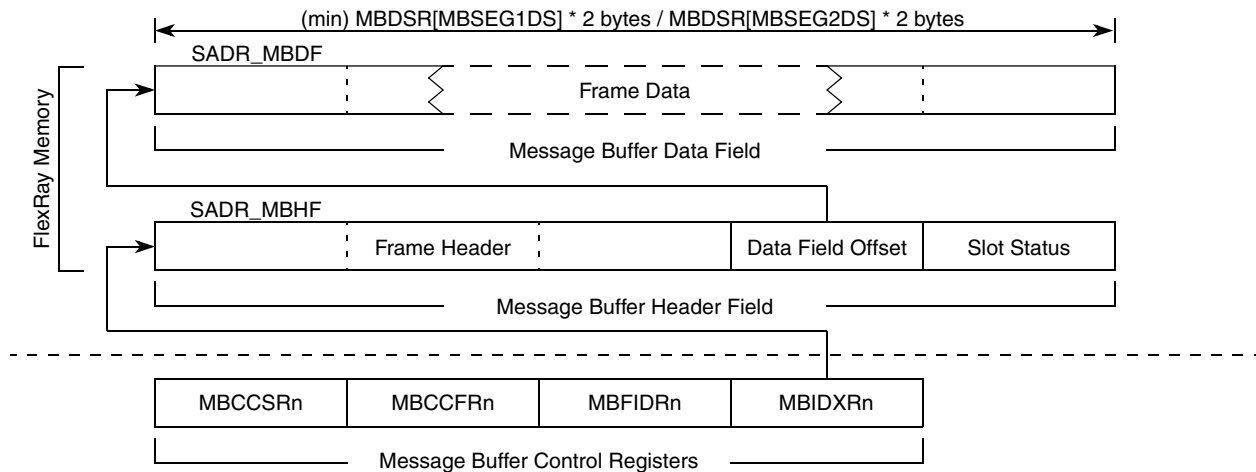 (min) MBDSR[MBSEG1DS] * 2 bytes / MBDSR[MBSEG2DS] * 2 bytes
SADR_MBDF
Frame Data
Message Buffer Data Field
FlexRay Memory
SADR_MBHF
Frame Header
Data Field Offset
Slot Status
Message Buffer Header Field
MBCCSRn
MBCCFRn
MBFIDRn
MBIDXRn
Message Buffer Control Registers